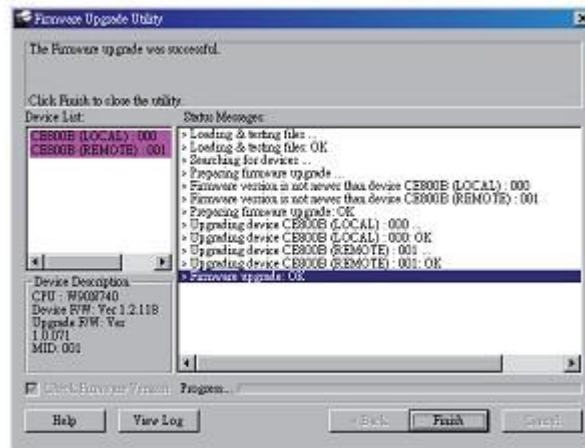 Firmware Upgrade Utility
The Firmware upgrade was successful.
Click Finish to close the utility.
Device List:
CE800B (LOCAL) : 000
CE800B (REMOTE) : 001
Status Messages:
> Loading & testing files ...
> Loading & testing files: OK
> Searching for devices ...
> Preparing firmware upgrade ...
> Firmware version is not newer than device CE800B (LOCAL) : 000
> Firmware version is not newer than device CE800B (REMOTE) : 001
> Preparing firmware upgrade: OK
> Upgrading device CE800B (LOCAL) : 000 ...
> Upgrading device CE800B (LOCAL) : 000: OK
> Upgrading device CE800B (REMOTE) : 001 ...
> Upgrading device CE800B (REMOTE) : 001: OK
> Firmware upgrade: OK
Device Description
CPU : W90N740
Device F/W: Ver 1.2.118
Upgrade F/W: Ver
1.0.071
MID: 001
Check Firmware Version
Progress...
Help
View Log
< Back
Finish
Cancel